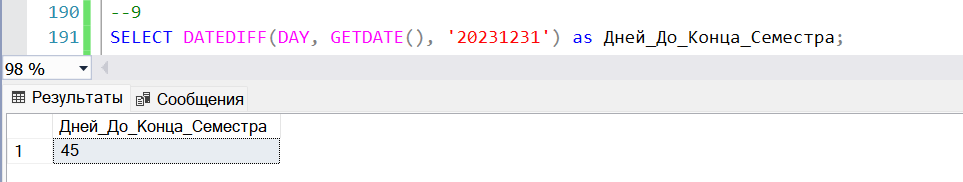 190 --9
191 SELECT DATEDIFF(DAY, GETDATE(), '20231231') as Дней_До_Конца_Семестра;
98 %
Результаты Сообщения
Дней_До_Конца_Семестра
1 45